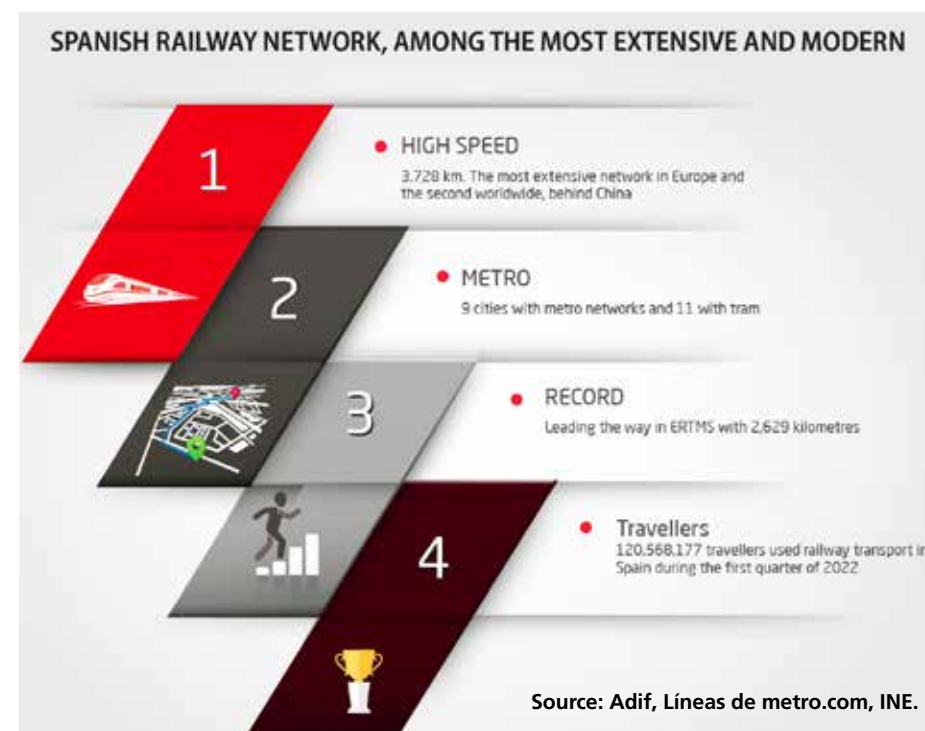 SPANISH RAILWAY NETWORK, AMONG THE MOST EXTENSIVE AND MODERN
1
HIGH SPEED
3,728 km. The most extensive network in Europe and
the second worldwide, behind China
2
METRO
9 cities with metro networks and 11 with tram
3
RECORD
Leading the way in ERTMS with 2,629 kilometres
4
Travellers
120,568,177 travellers used railway transport in
Spain during the first quarter of 2022
Source: Adif, Líneas de metro.com, INE.